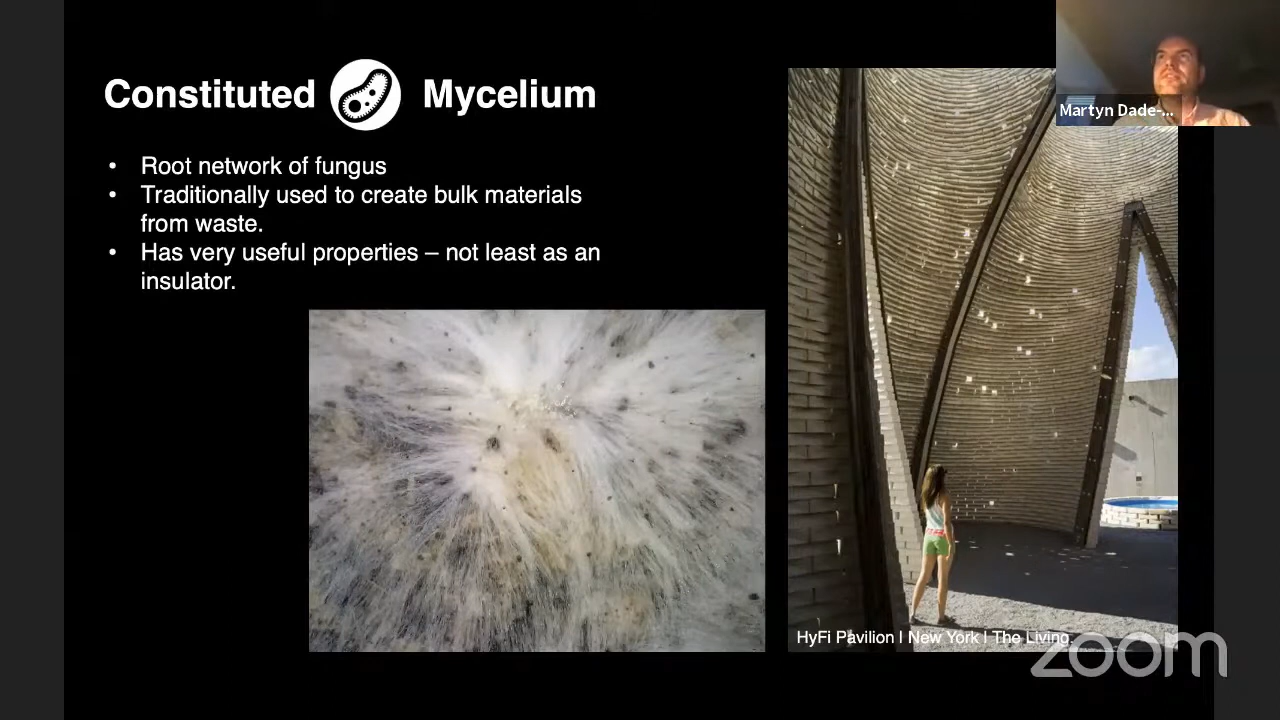 Constituted Mycelium
• Root network of fungus
• Traditionally used to create bulk materials
from waste.
• Has very useful properties – not least as an
insulator.
Martyn Dade-...
HyFi Pavilion | New York | The Living
zoom